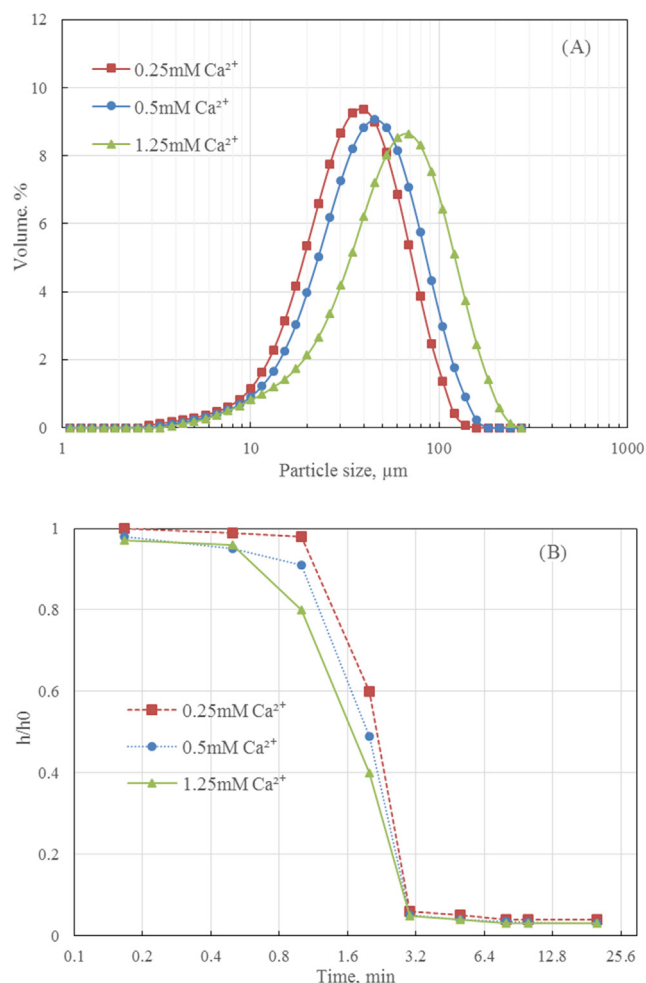 (A)
0.25mM Ca²⁺
0.5mM Ca²⁺
1.25mM Ca²⁺
Volume. %
12
10
8
6
4
2
0
1 10 100 1000
Particle size, µm
(B)
0.25mM Ca²⁺
0.5mM Ca²⁺
1.25mM Ca²⁺
h/h0
1
0.8
0.6
0.4
0.2
0
0.1 0.2 0.4 0.8 1.6 3.2 6.4 12.8 25.6
Time, min